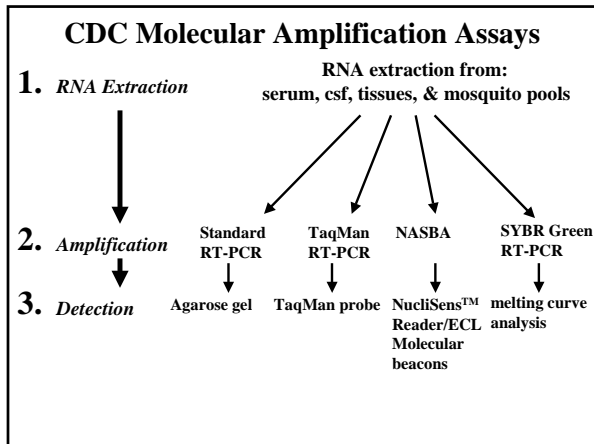 CDC Molecular Amplification Assays
1. RNA Extraction
RNA extraction from:
serum, csf, tissues, & mosquito pools
2. Amplification
Standard
RT-PCR
TaqMan
RT-PCR
NASBA
SYBR Green
RT-PCR
3. Detection
Agarose gel
TaqMan probe
NucliSens™
Reader/ECL
Molecular
beacons
melting curve
analysis